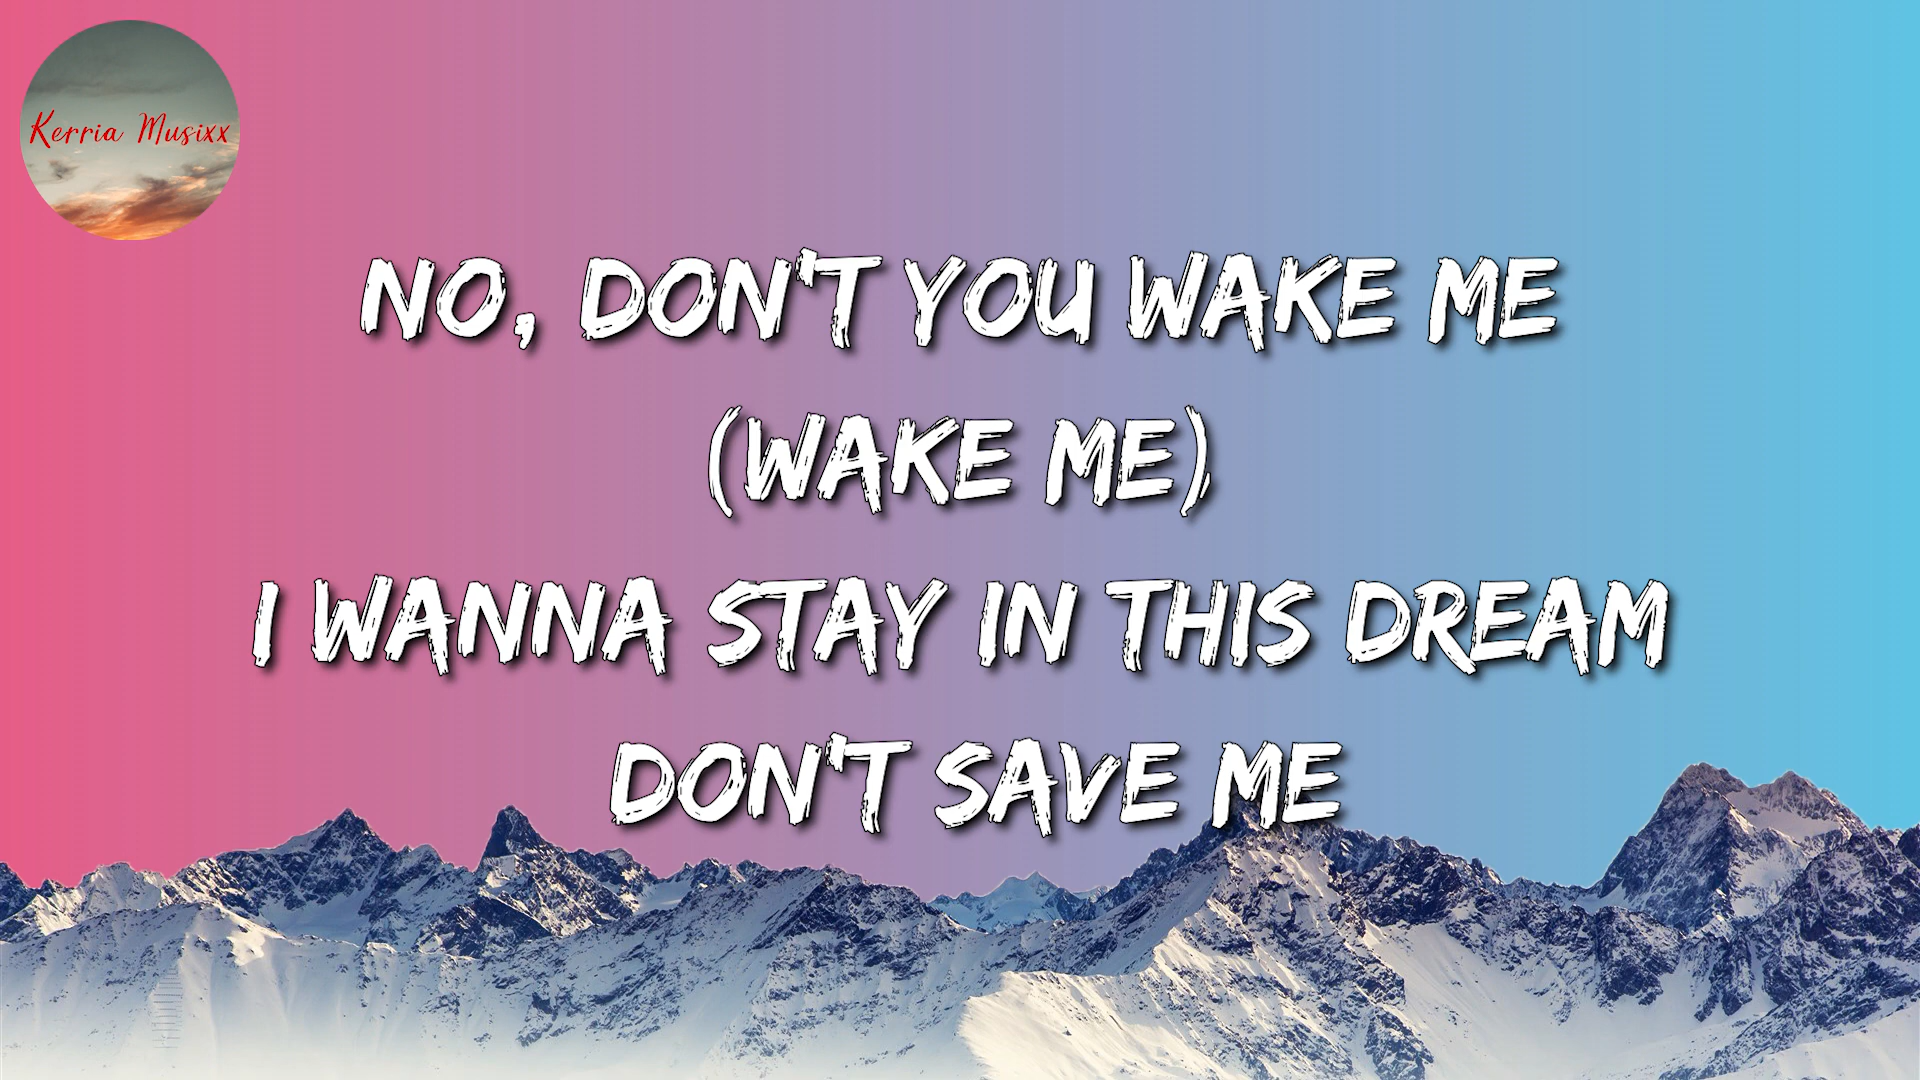 Kerria Musixx
NO, DON'T YOU WAKE ME
(WAKE ME)
I WANNA STAY IN THIS DREAM
DON'T SAVE ME